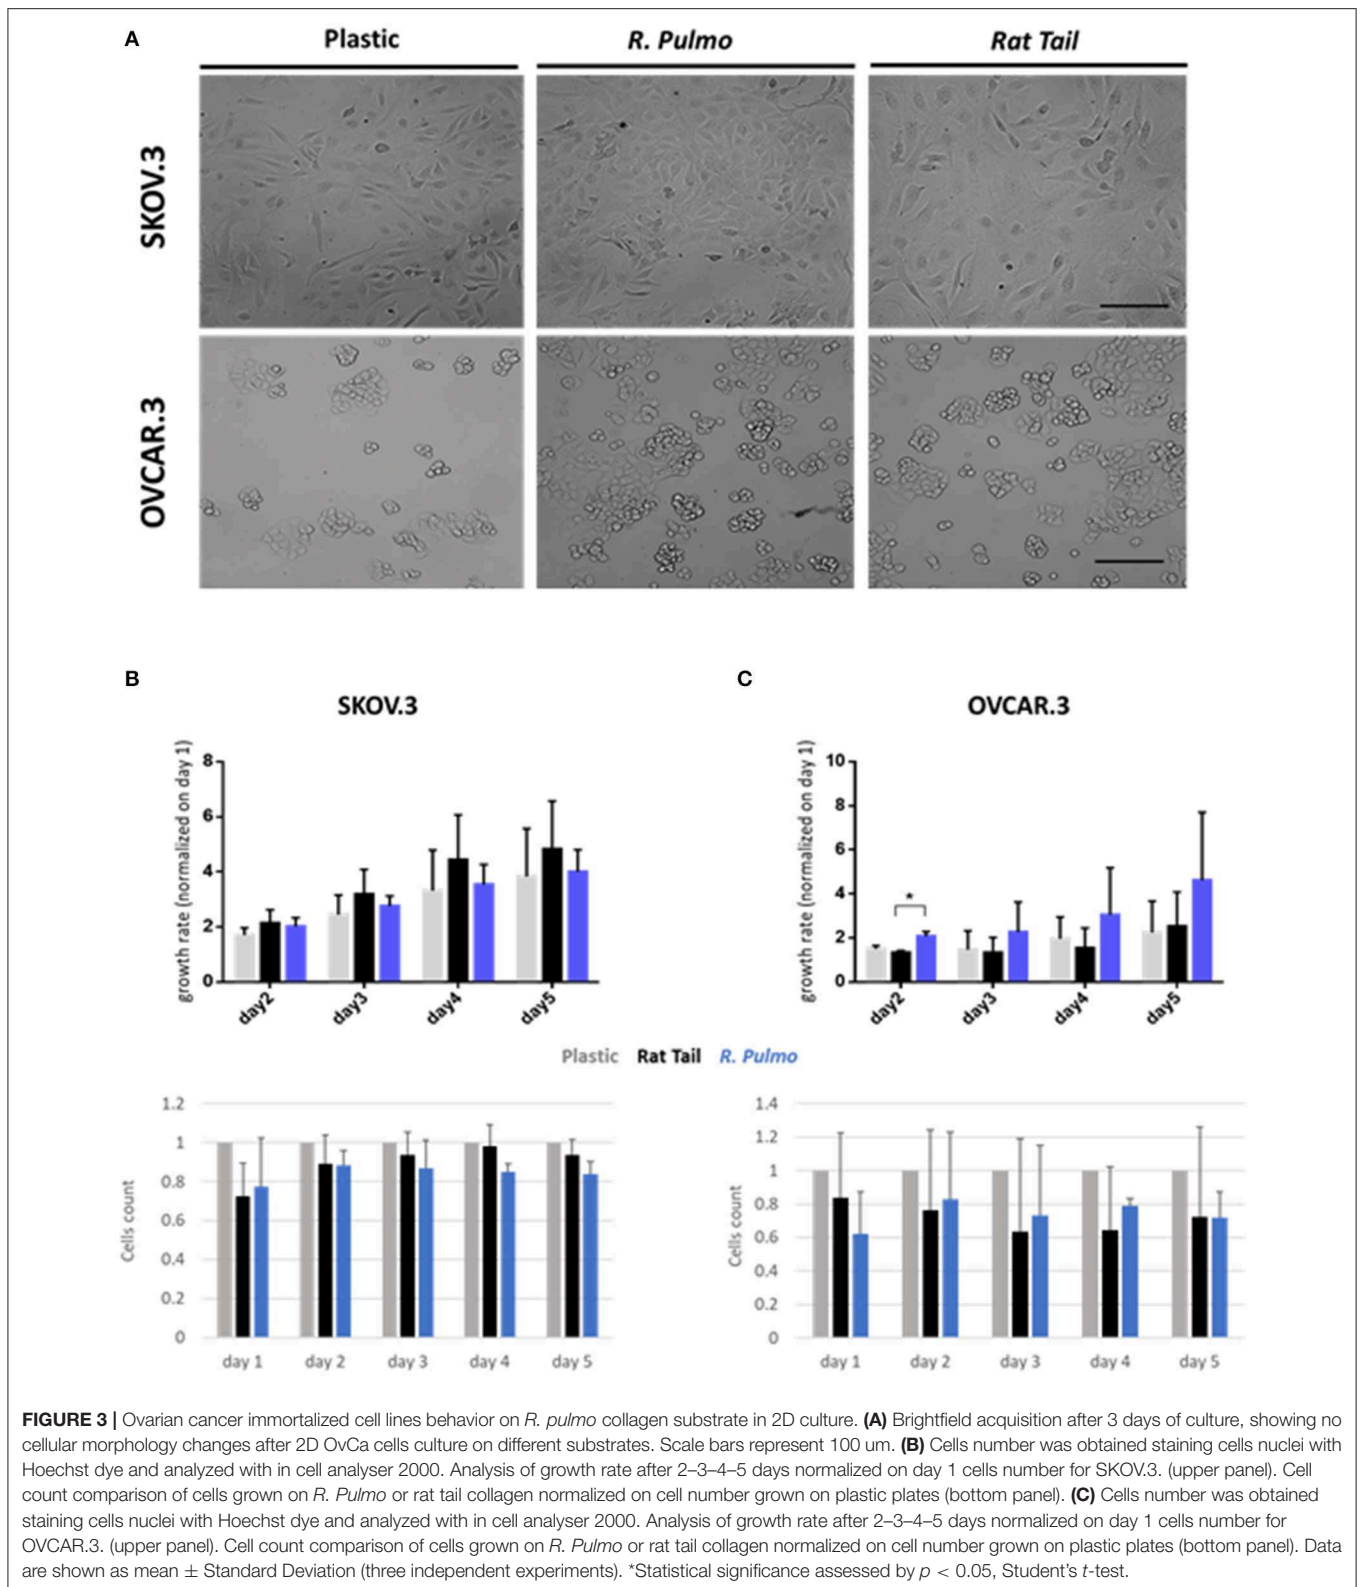 A
Plastic
R. Pulmo
Rat Tail
SKOV.3
OVCAR.3
B
SKOV.3
growth rate (normalized on day 1)
8
6
4
2
0
day2
day3
day4
day5
C
OVCAR.3
growth rate (normalized on day 1)
10
8
6
4
2
0
*
day2
day3
day4
day5
Plastic Rat Tail R. Pulmo
Cells count
1.2
1
0.8
0.6
0.4
0.2
0
day 1 day 2 day 3 day 4 day 5
Cells count
1.4
1.2
1
0.8
0.6
0.4
0.2
0
day 1 day 2 day 3 day 4 day 5
FIGURE 3 | Ovarian cancer immortalized cell lines behavior on R. pulmo collagen substrate in 2D culture. (A) Brightfield acquisition after 3 days of culture, showing no
cellular morphology changes after 2D OvCa cells culture on different substrates. Scale bars represent 100 um. (B) Cells number was obtained staining cells nuclei with
Hoechst dye and analyzed with in cell analyser 2000. Analysis of growth rate after 2–3–4–5 days normalized on day 1 cells number for SKOV.3. (upper panel). Cell
count comparison of cells grown on R. Pulmo or rat tail collagen normalized on cell number grown on plastic plates (bottom panel). (C) Cells number was obtained
staining cells nuclei with Hoechst dye and analyzed with in cell analyser 2000. Analysis of growth rate after 2–3–4–5 days normalized on day 1 cells number for
OVCAR.3. (upper panel). Cell count comparison of cells grown on R. Pulmo or rat tail collagen normalized on cell number grown on plastic plates (bottom panel). Data
are shown as mean ± Standard Deviation (three independent experiments). *Statistical significance assessed by p < 0.05, Student's t-test.